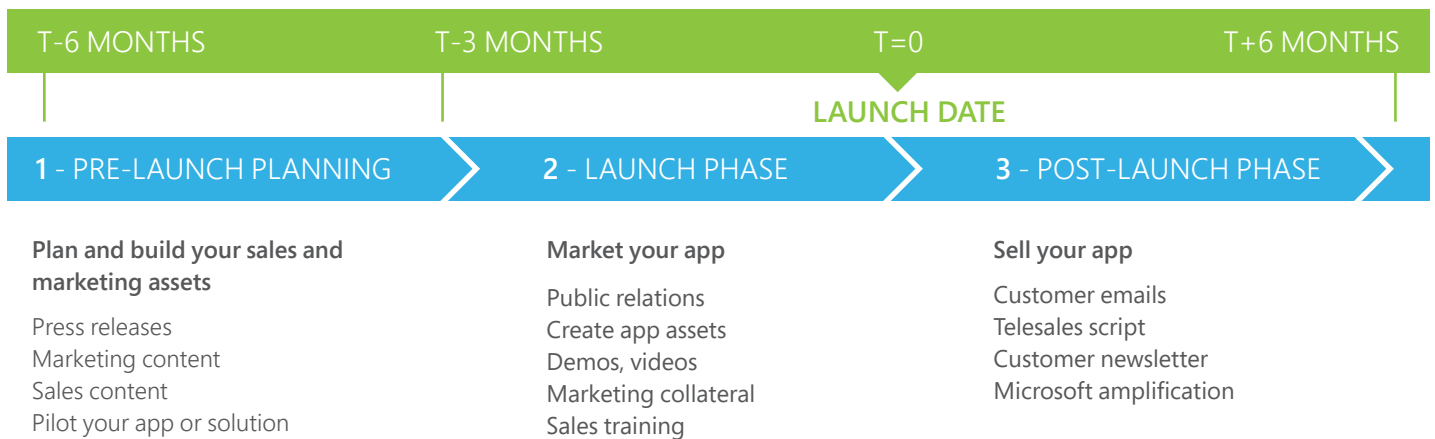 T-6 MONTHS T-3 MONTHS T=0 T+6 MONTHS
LAUNCH DATE
1 - PRE-LAUNCH PLANNING 2 - LAUNCH PHASE 3 - POST-LAUNCH PHASE
Plan and build your sales and
marketing assets
Press releases
Marketing content
Sales content
Pilot your app or solution
Market your app
Public relations
Create app assets
Demos, videos
Marketing collateral
Sales training
Sell your app
Customer emails
Telesales script
Customer newsletter
Microsoft amplification